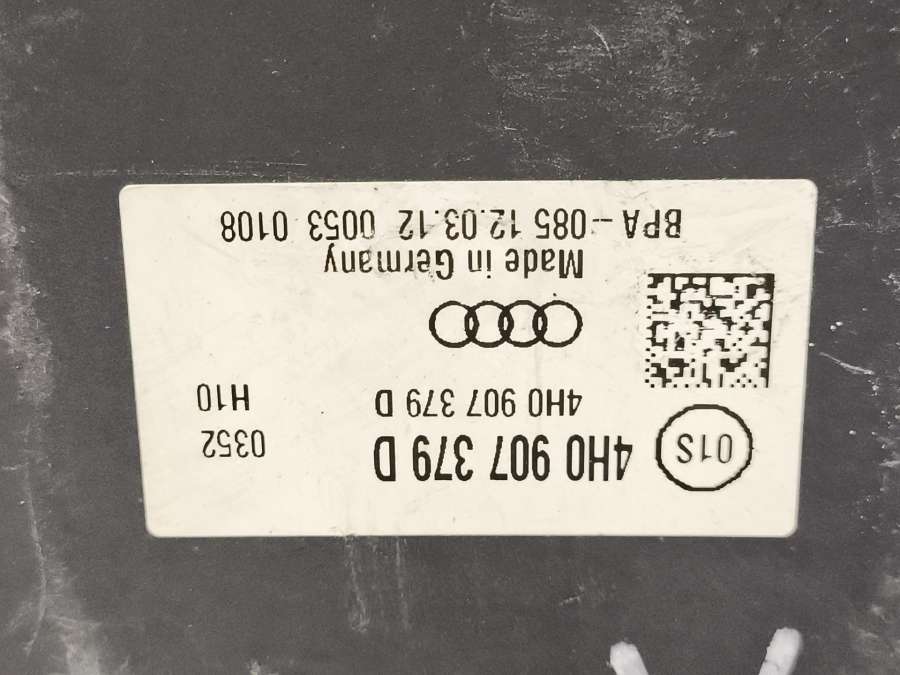 01S 4H0 907 379 D 0352
4H0 907 379 D H10
Made in Germany
BPA-085 12.03.12 0053 0108